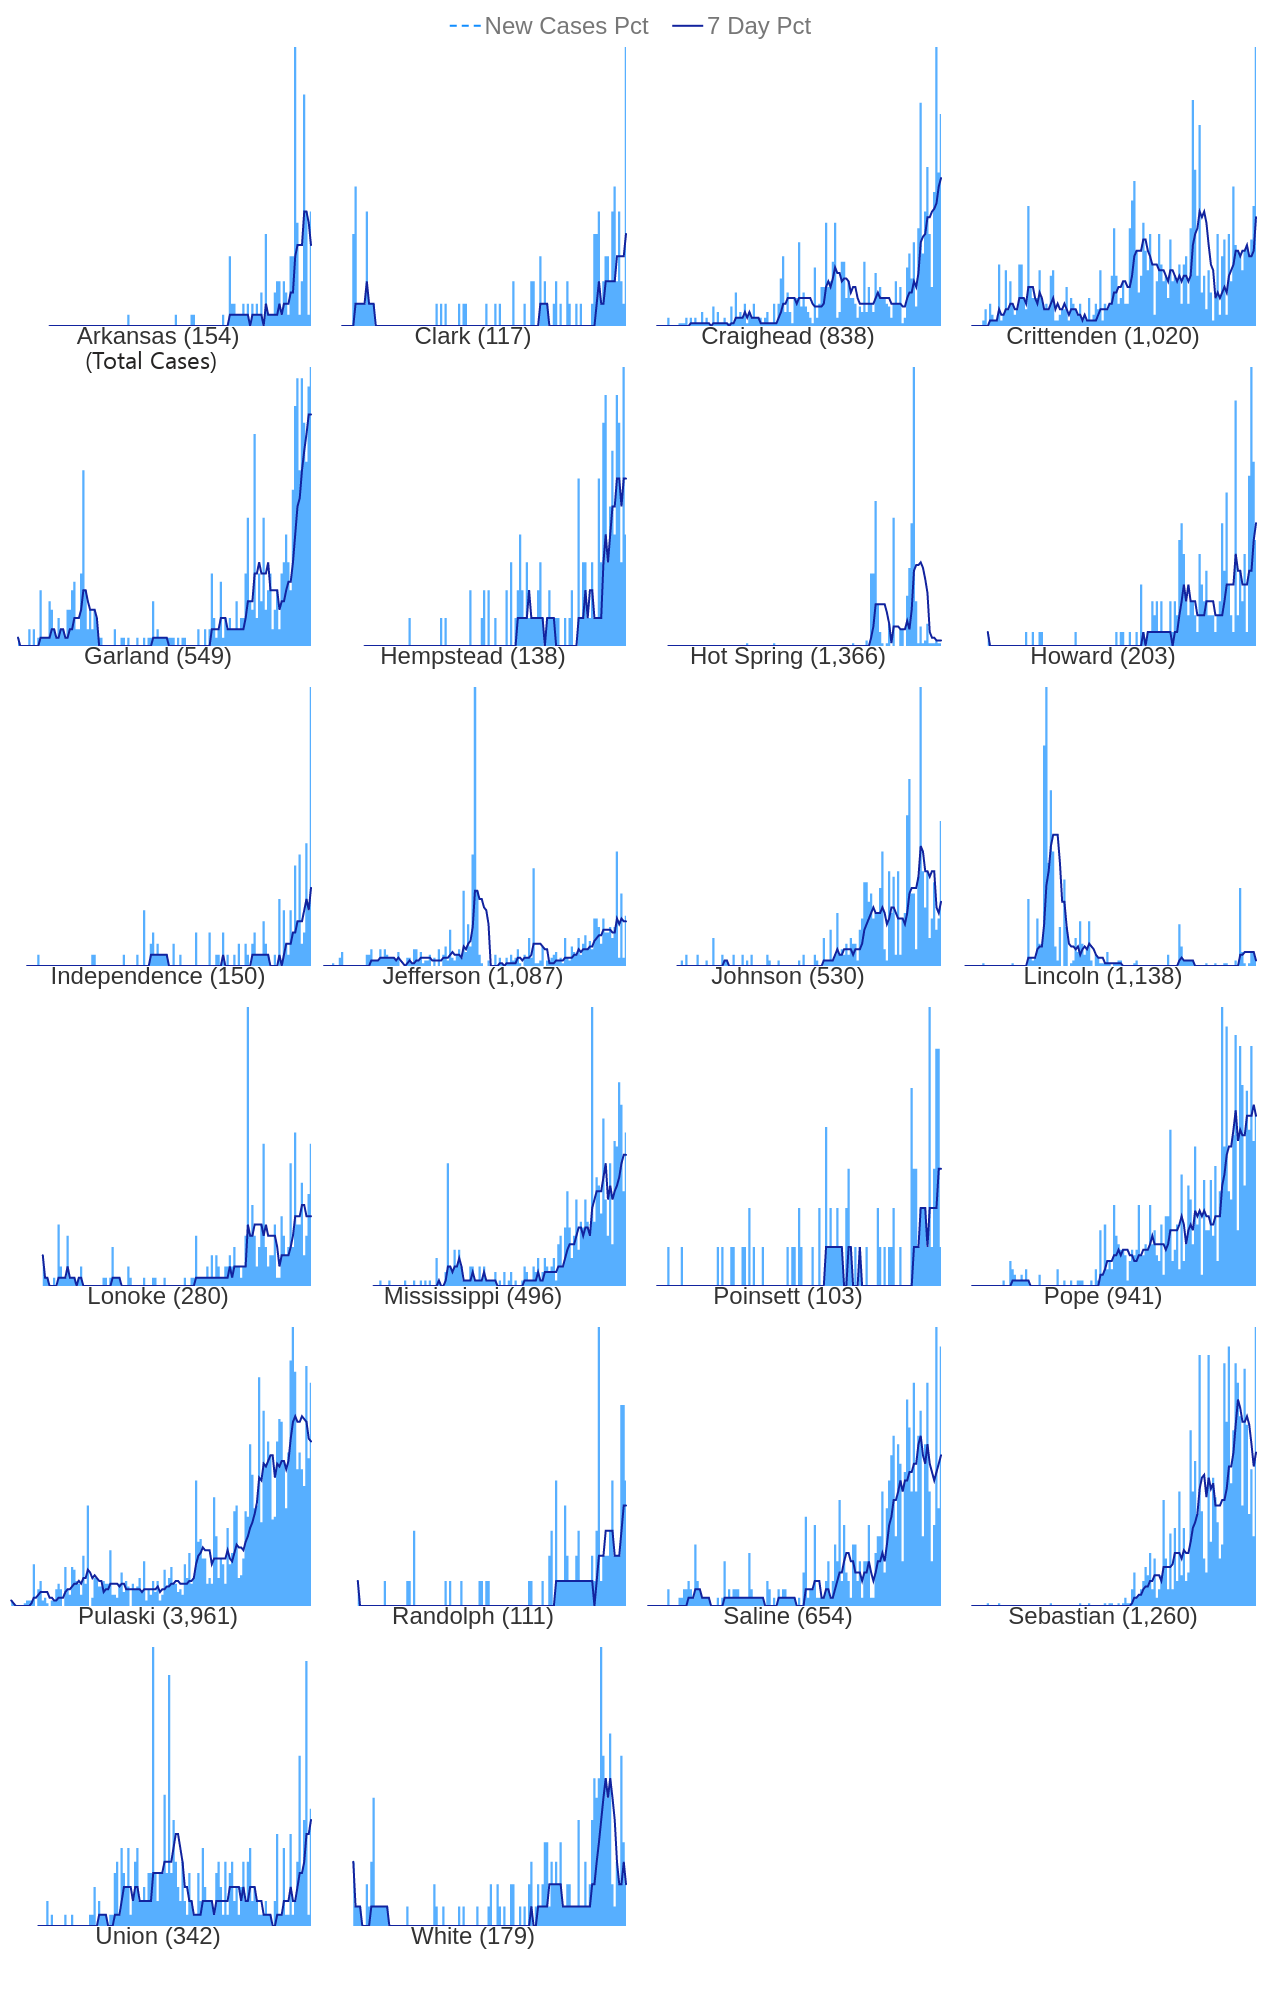 New Cases Pct 7 Day Pct
Arkansas (154) Clark (117) Craighead (838) Crittenden (1,020)
(Total Cases)
Garland (549) Hempstead (138) Hot Spring (1,366) Howard (203)
Independence (150) Jefferson (1,087) Johnson (530) Lincoln (1,138)
Lonoke (280) Mississippi (496) Poinsett (103) Pope (941)
Pulaski (3,961) Randolph (111) Saline (654) Sebastian (1,260)
Union (342) White (179)